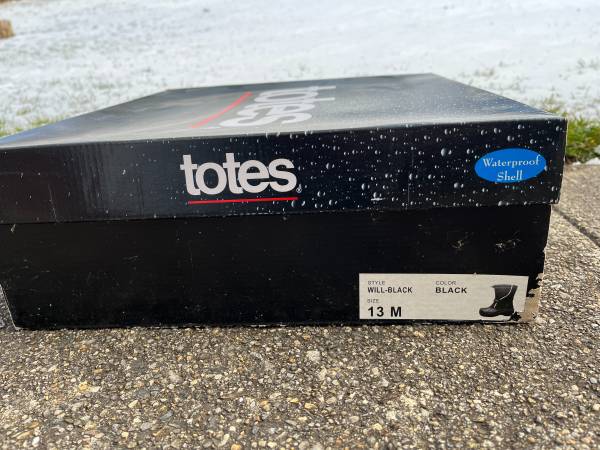 totes
totes
Waterproof
Shell
STYLE COLOR
WILL-BLACK BLACK
SIZE
13 M